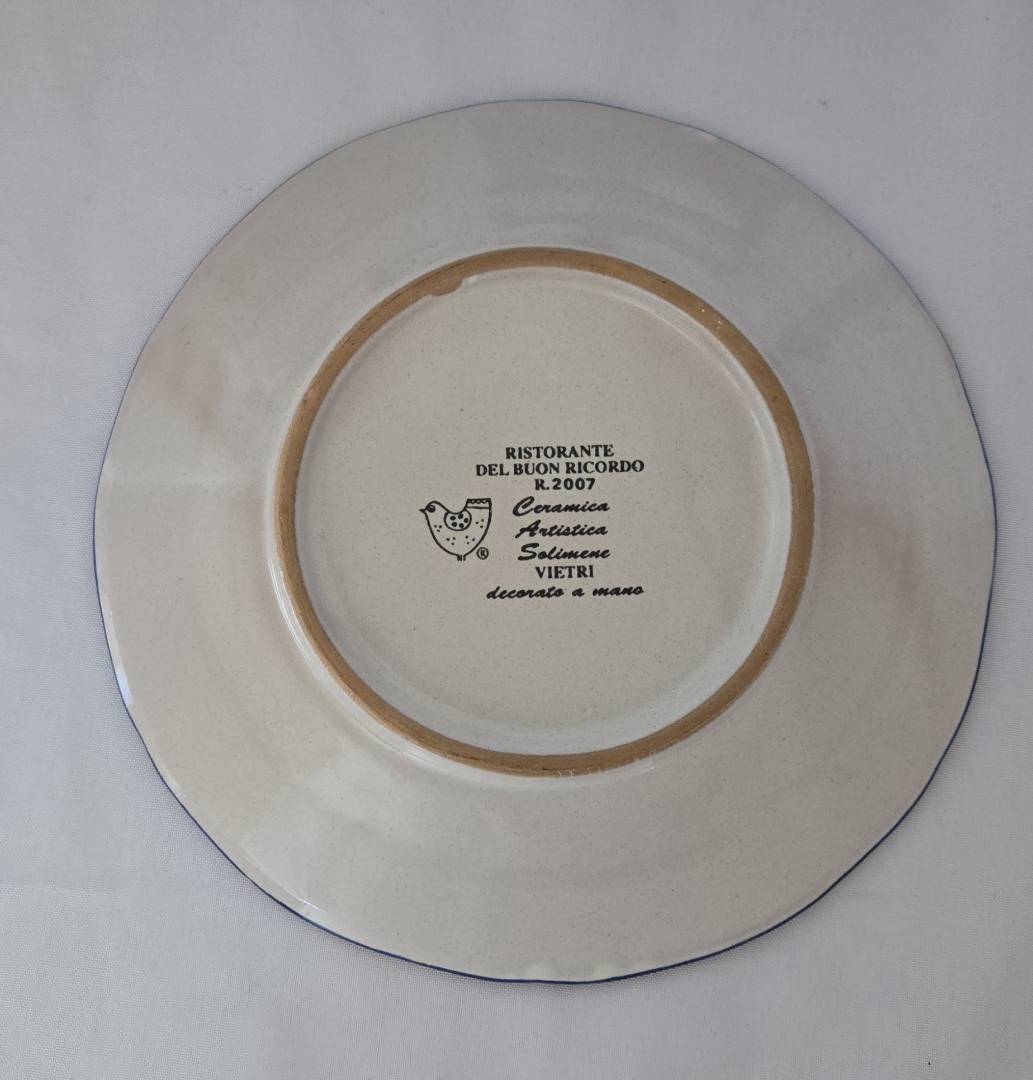 RISTORANTE
DEL BUON RICORDO
R.2007
Ceramica
Artistica
Solimene
®
VIETRI
decorato a mano